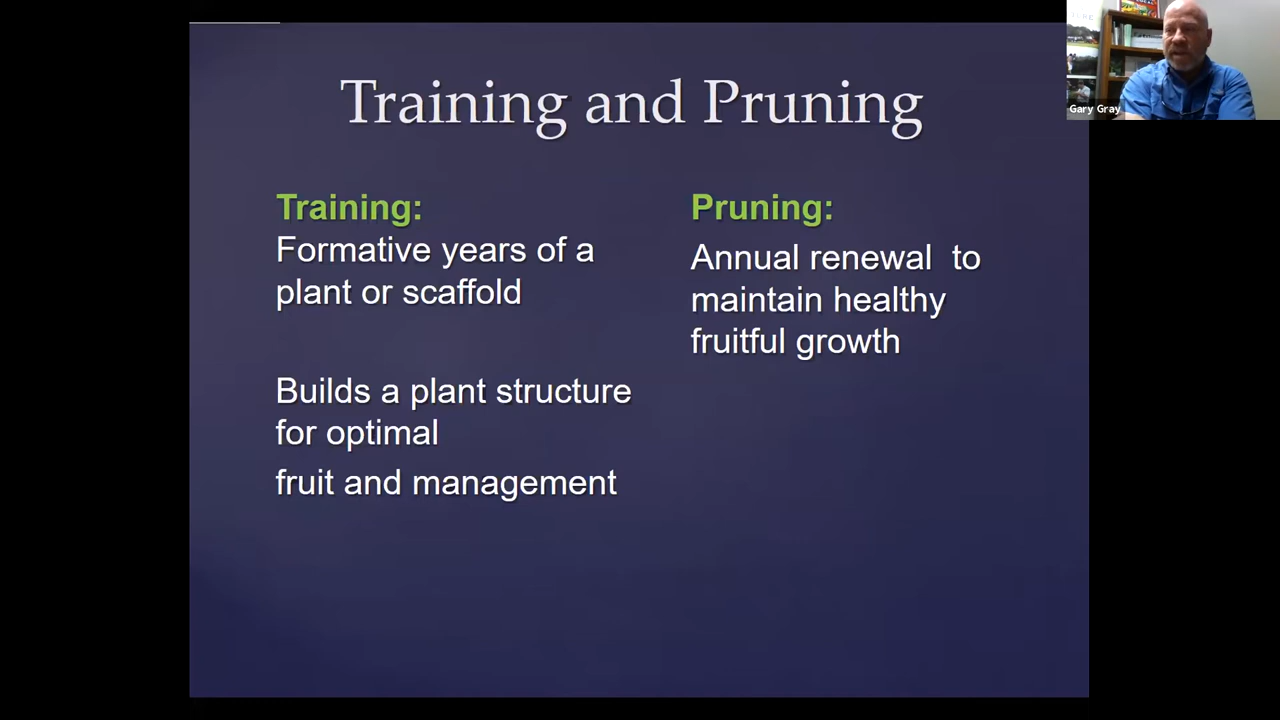 Training and Pruning
Training:
Formative years of a
plant or scaffold
Builds a plant structure
for optimal
fruit and management
Pruning:
Annual renewal  to
maintain healthy
fruitful growth
Gary Gray